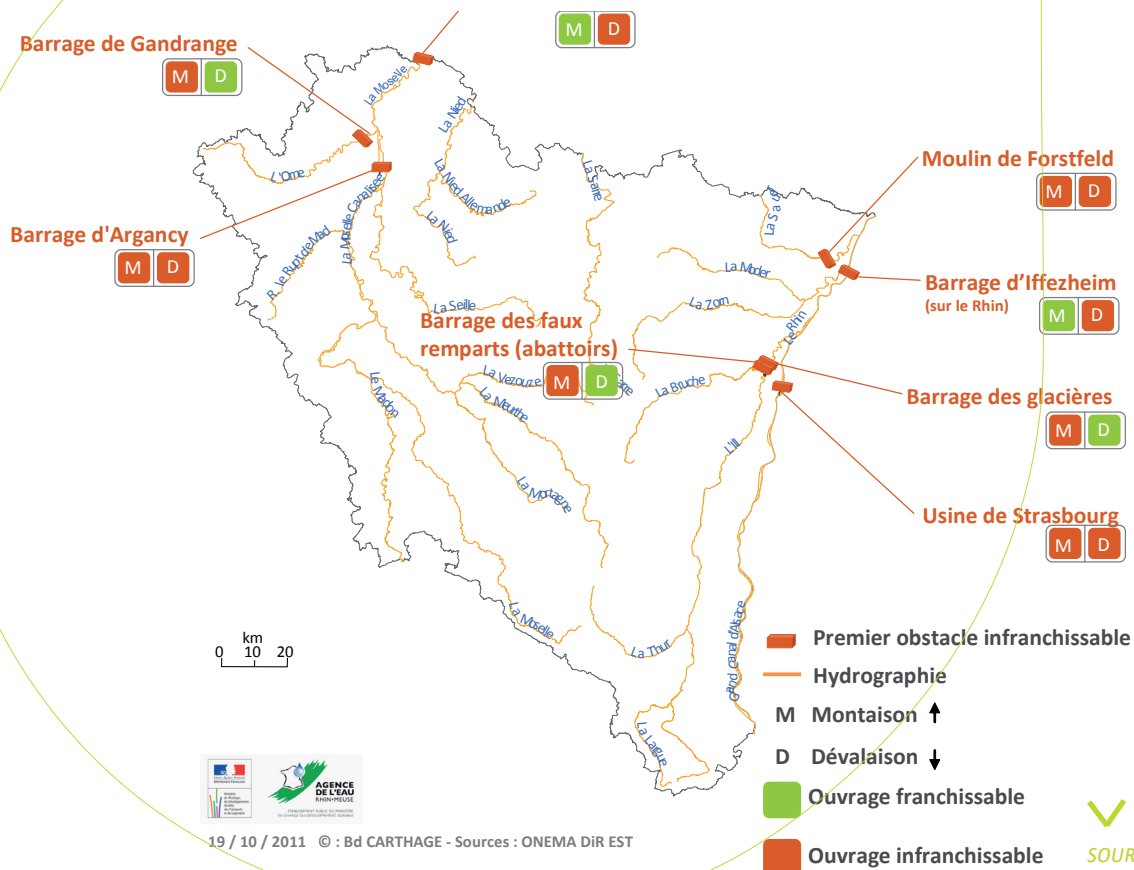 M D
Barrage de Gandrange
M D
La Moselle
La Nied
L'Orne
La Nied Allemande
La Sarre
La Sauer
Moulin de Forstfeld
M D
Barrage d'Argancy
M D
R. Le Rupt de Mad
La Moselle Canalisée
La Nied
La Moder
Barrage d'Iffezheim
(sur le Rhin)
M D
La Seille
La Zorn
Le Rhin
Barrage des faux
remparts (abattoirs)
M D
La Vezouze
La Meurthe
La Bruche
Le Madon
Barrage des glacières
M D
L'Ill
La Mortagne
Usine de Strasbourg
M D
La Moselle
La Thur
Grand Canal d'Alsace
La Largue
km
0 10 20
Premier obstacle infranchissable
Hydrographie
M Montaison
D Dévalaison
Ouvrage franchissable
Ouvrage infranchissable
AGENCE
DE L'EAU
RHIN•MEUSE
19 / 10 / 2011 © : Bd CARTHAGE - Sources : ONEMA DiR EST
SOUR